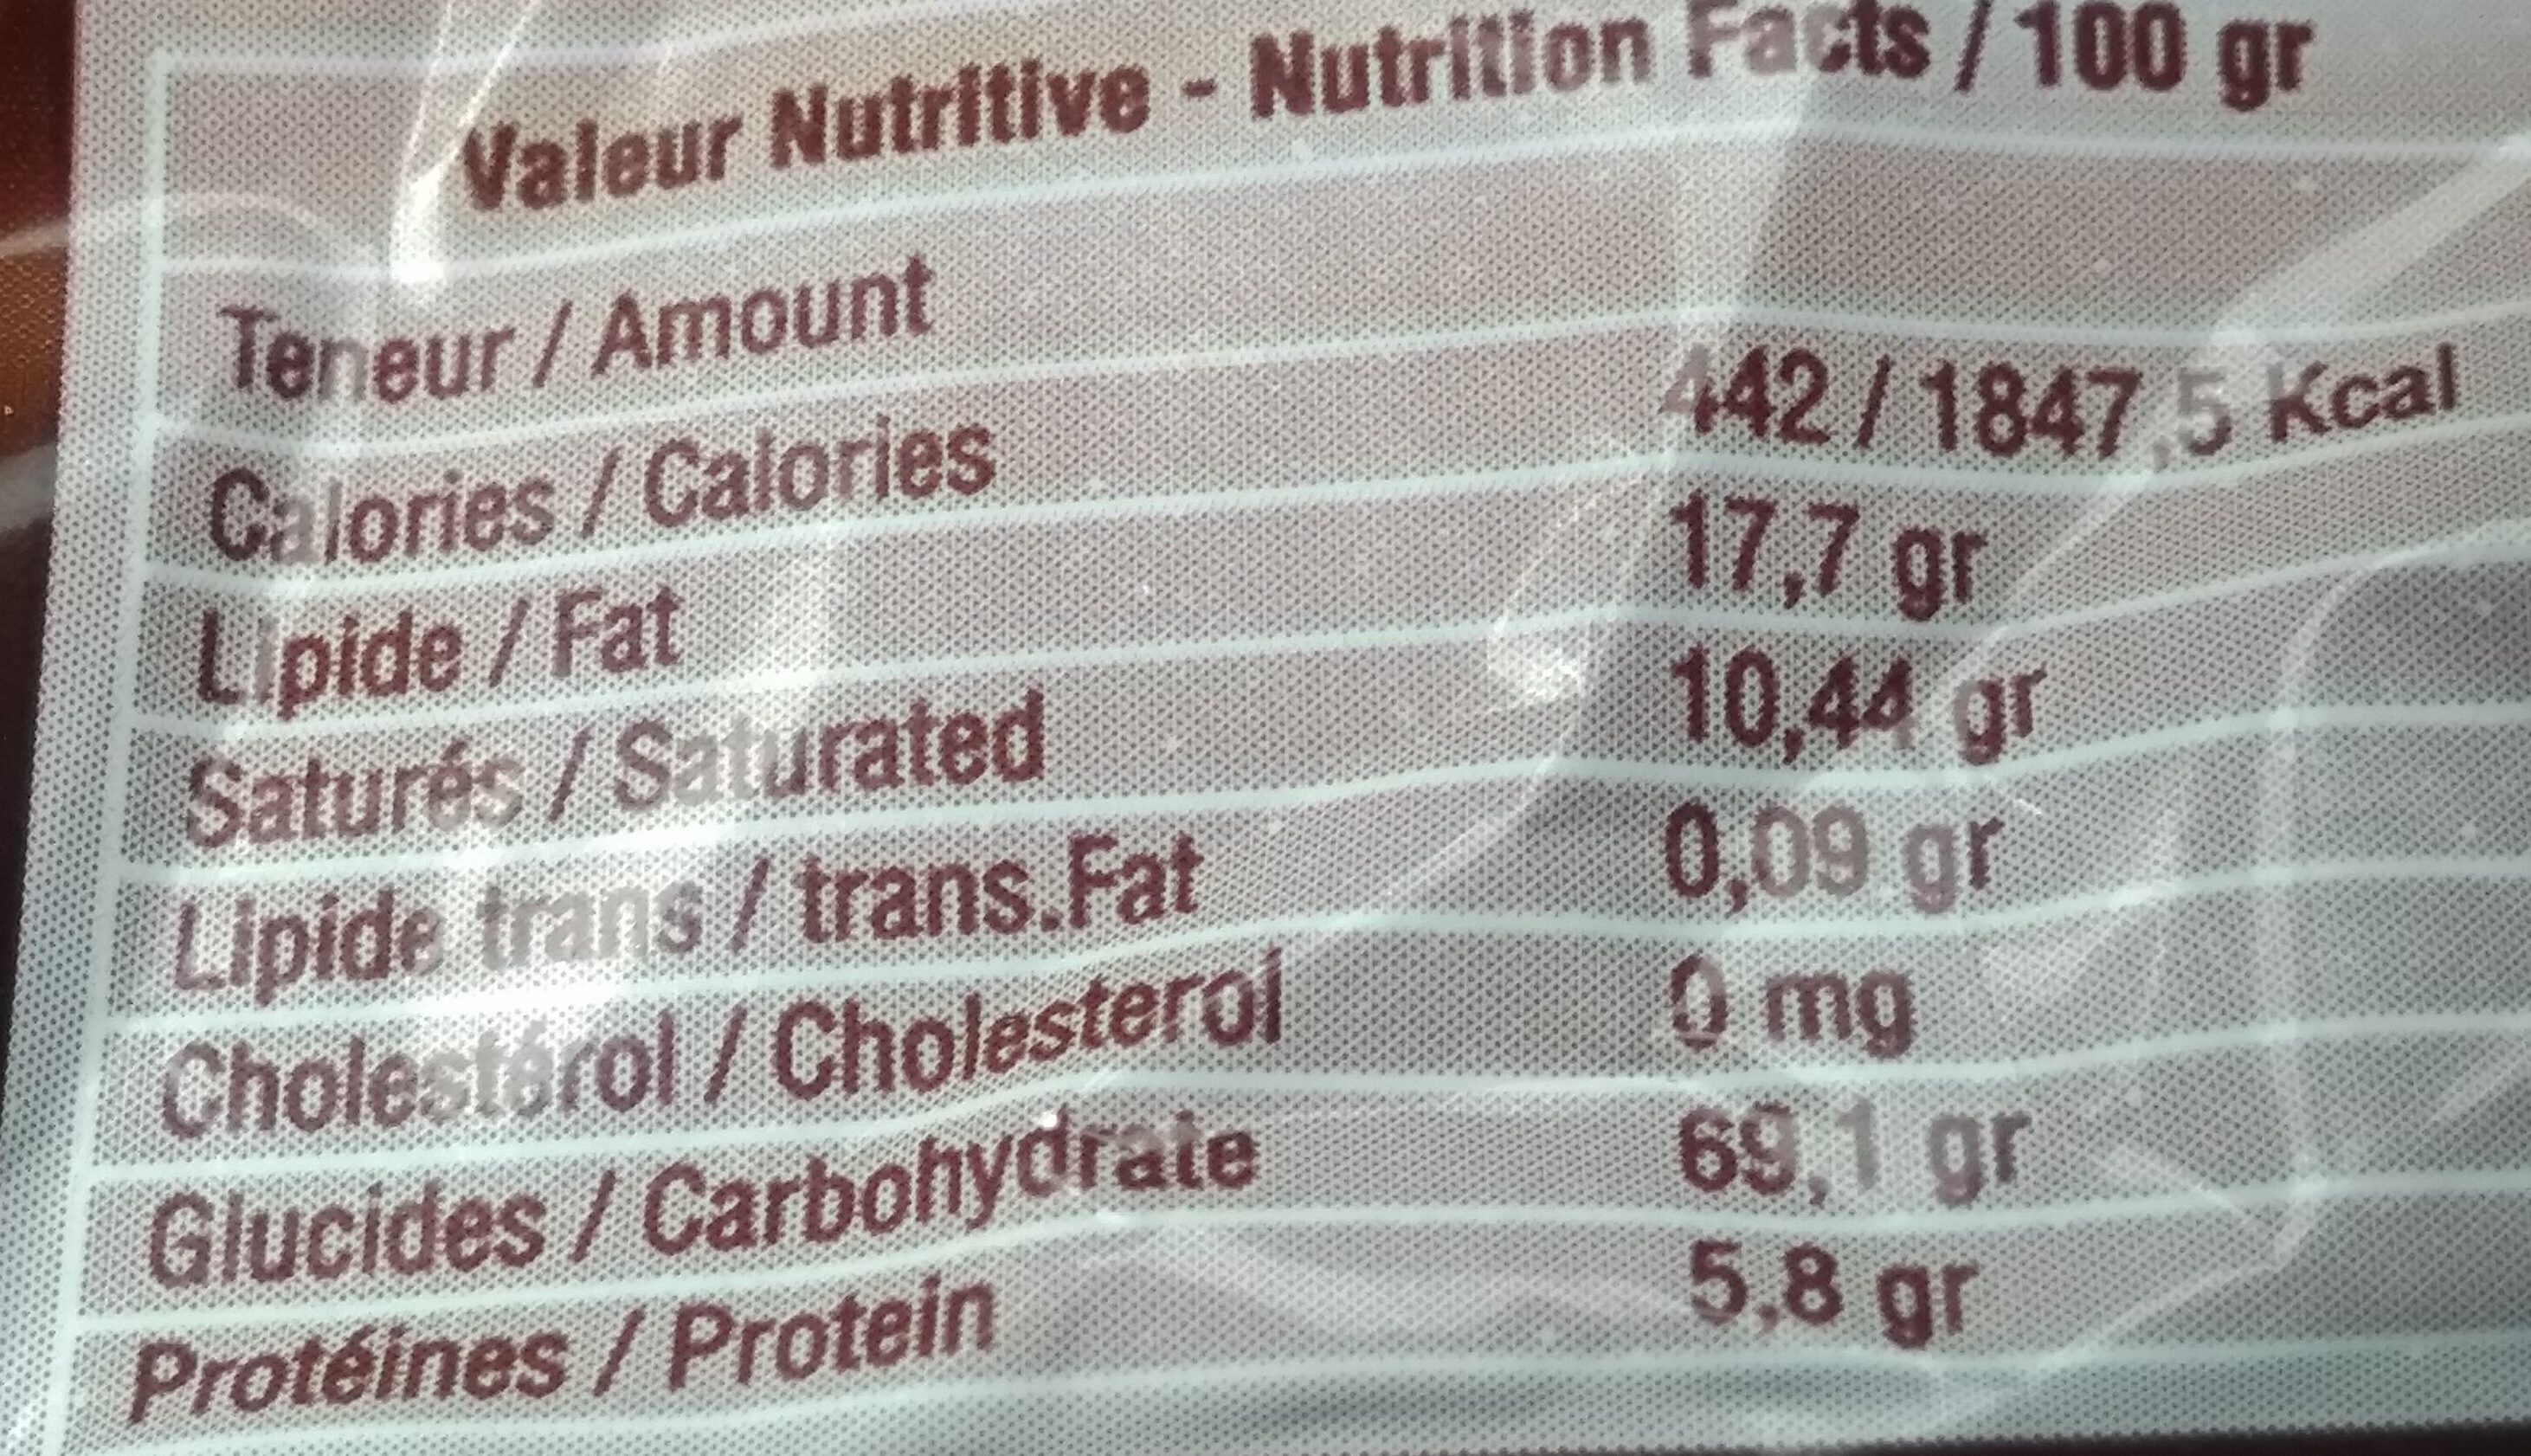 Valeur Nutritive - Nutrition Facts / 100 gr
Teneur / Amount
Calories / Calories 442 / 1847,5 Kcal
Lipide / Fat 17,7 gr
Saturés / Saturated 10,44 gr
Lipide trans / trans.Fat 0,09 gr
Cholestérol / Cholesterol 0 mg
Glucides / Carbohydrate 69,1 gr
Protéines / Protein 5,8 gr